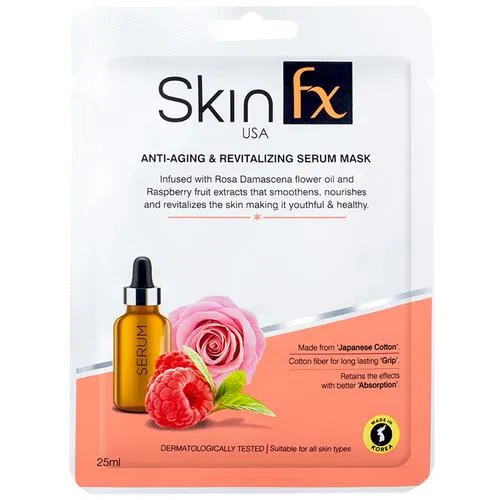 Skin fx
USA
ANTI-AGING & REVITALIZING SERUM MASK
Infused with Rosa Damascena flower oil and
Raspberry fruit extracts that smoothens, nourishes
and revitalizes the skin making it youthful & healthy.
SERUM
Made from 'Japanese Cotton'.
Cotton fiber for long lasting 'Grip'.
Retains the effects
with better 'Absorption'.
MADE IN
KOREA
DERMATOLOGICALLY TESTED | Suitable for all skin types
25ml